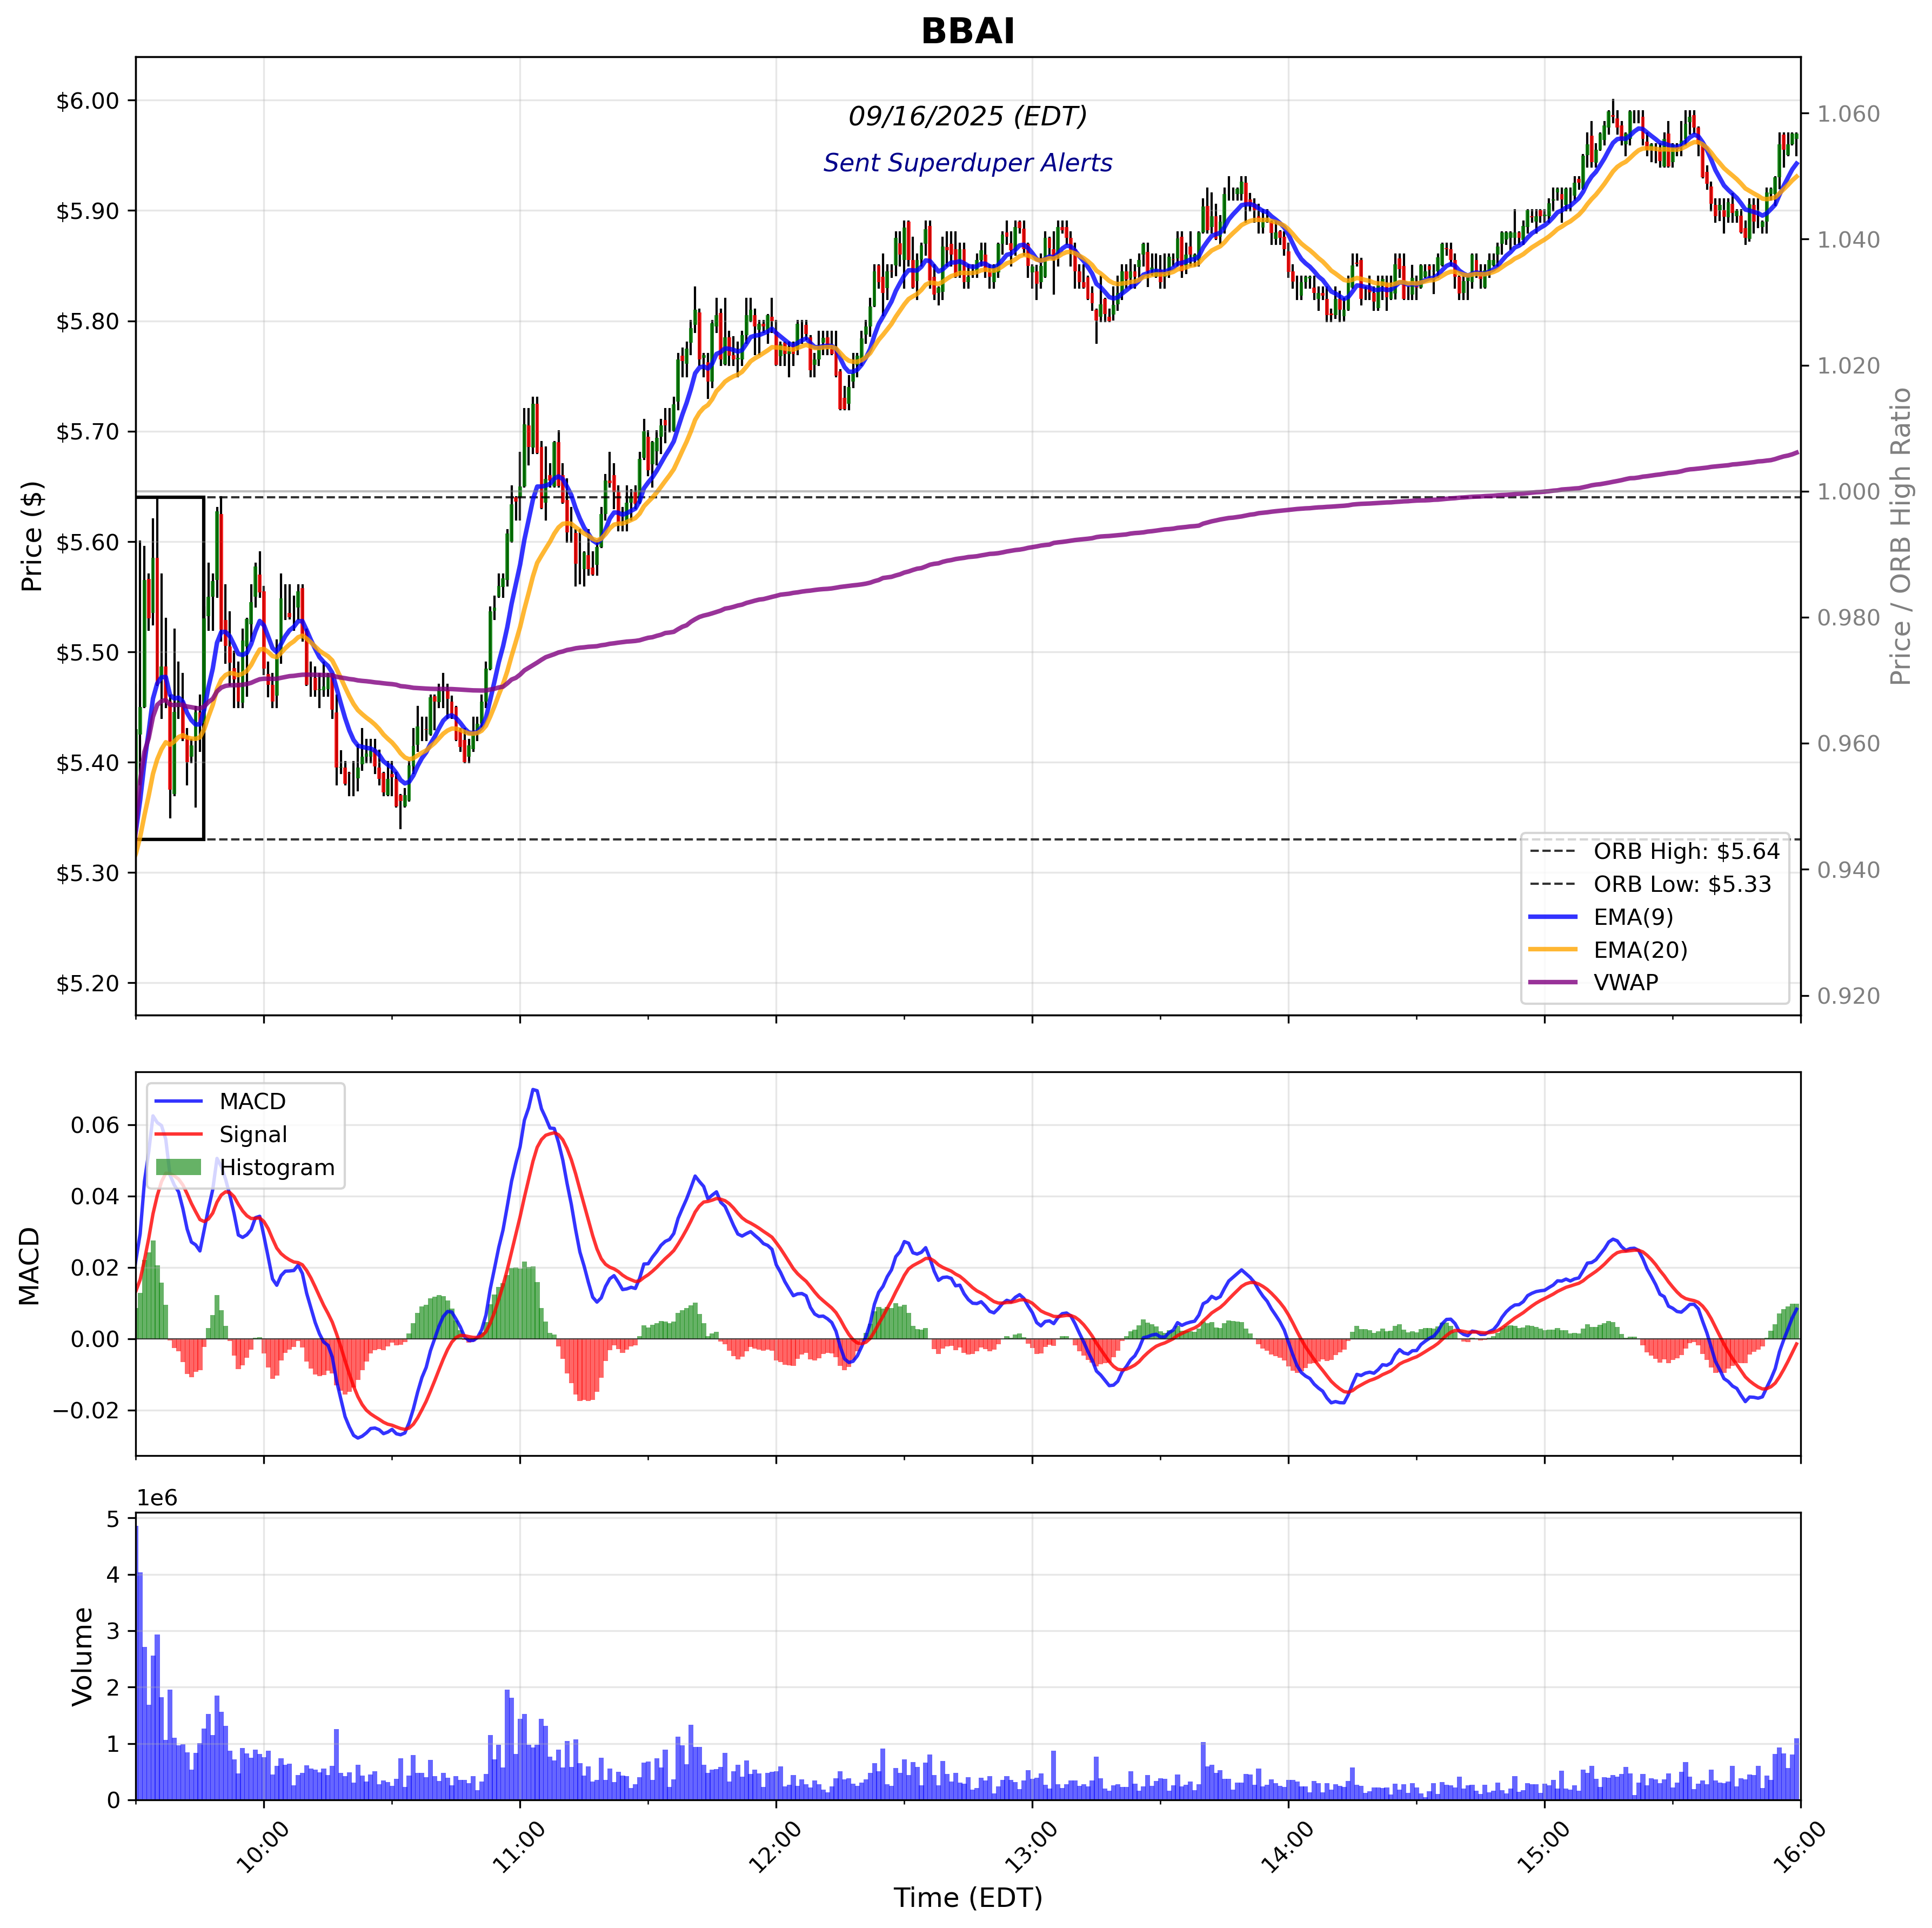 BBAI
09/16/2025 (EDT)
Sent Superduper Alerts
Price ($)
$6.00
$5.90
$5.80
$5.70
$5.60
$5.50
$5.40
$5.30
$5.20
Price / ORB High Ratio
1.060
1.040
1.020
1.000
0.980
0.960
0.940
0.920
ORB High: $5.64
ORB Low: $5.33
EMA(9)
EMA(20)
VWAP
MACD
0.06
0.04
0.02
0.00
−0.02
MACD
Signal
Histogram
1e6
Volume
5
4
3
2
1
0
10:00
11:00
12:00
13:00
14:00
15:00
16:00
Time (EDT)